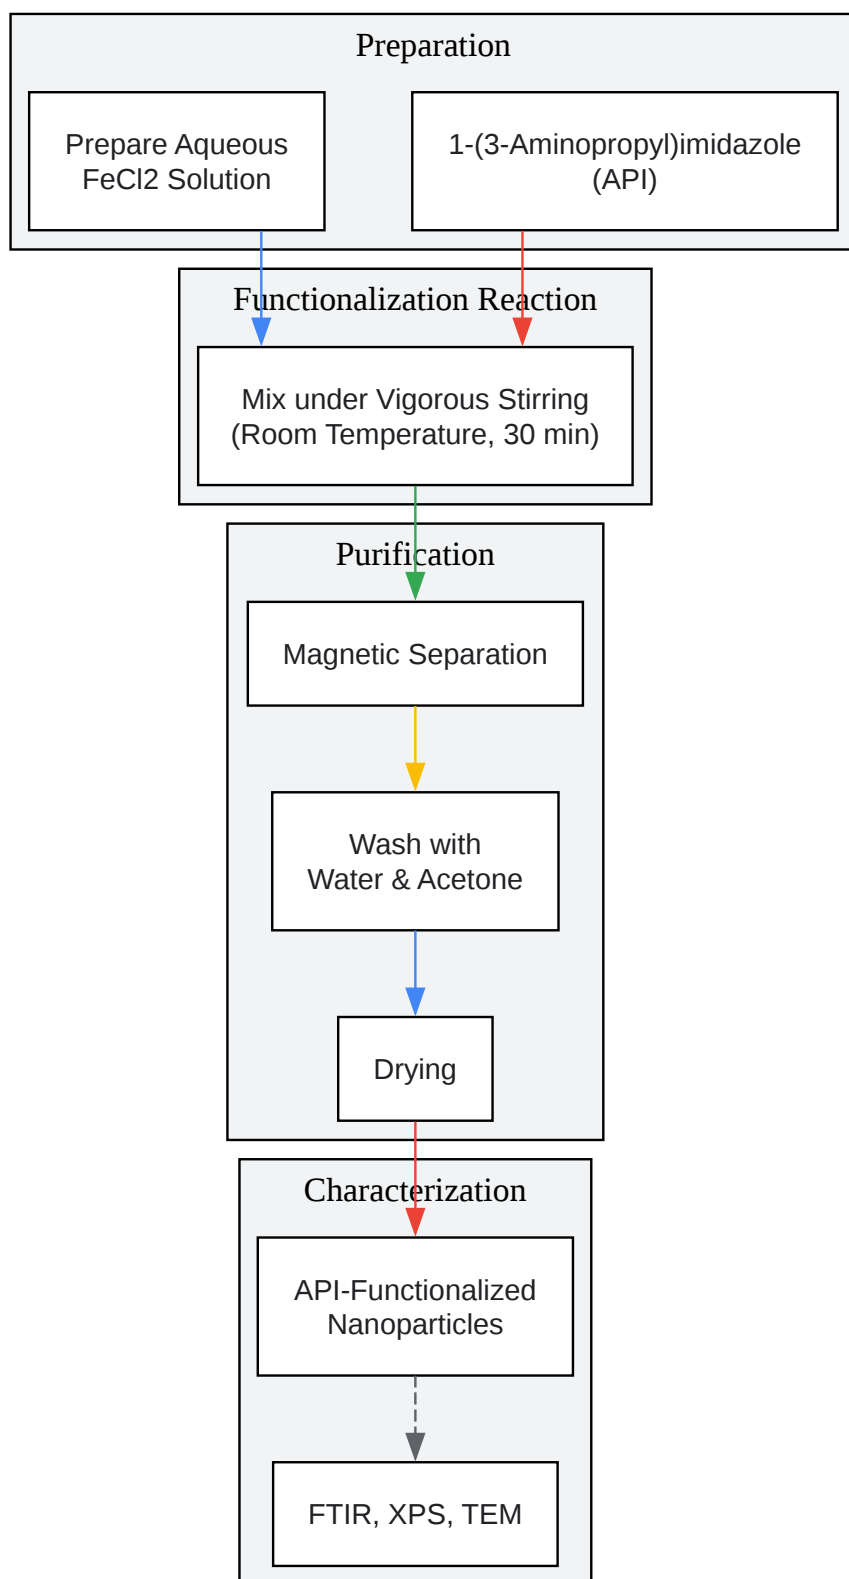 Preparation
Prepare Aqueous
FeCl2 Solution
1-(3-Aminopropyl)imidazole
(API)
Functionalization Reaction
Mix under Vigorous Stirring
(Room Temperature, 30 min)
Purification
Magnetic Separation
Wash with
Water & Acetone
Drying
Characterization
API-Functionalized
Nanoparticles
FTIR, XPS, TEM